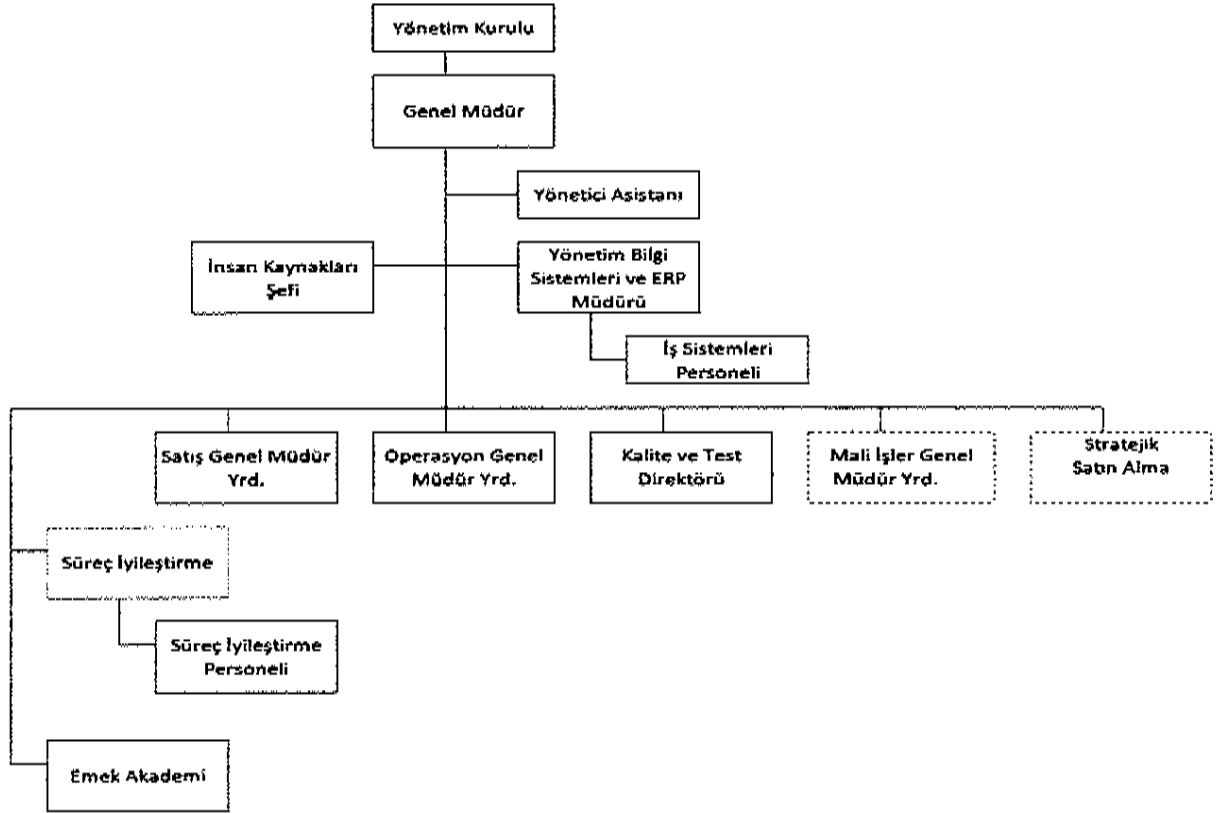 Yönetim Kurulu
Genel Müdür
Yönetici Asistanı
İnsan Kaynakları
Şefi
Yönetim Bilgi
Sistemleri ve ERP
Müdürü
İş Sistemleri
Personeli
Satış Genel Müdür
Yrd.
Operasyon Genel
Müdür Yrd.
Kalite ve Test
Direktörü
Mali İşler Genel
Müdür Yrd.
Stratejik
Satın Alma
Süreç İyileştirme
Süreç İyileştirme
Personeli
Emek Akademi